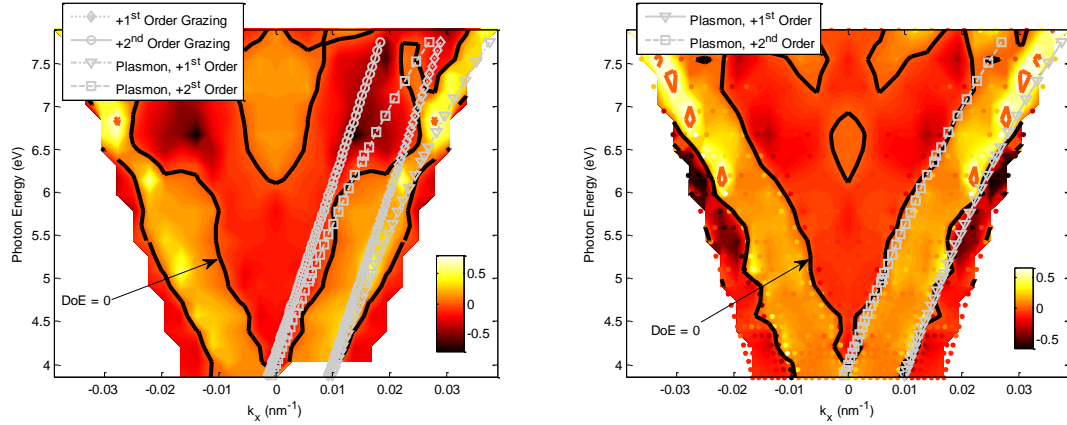 +1st Order Grazing
+2nd Order Grazing
Plasmon, +1st Order
Plasmon, +2st Order
7.5
7
6.5
6
5.5
5
4.5
4
Photon Energy (eV)
DoE = 0
0.5
0
-0.5
-0.03 -0.02 -0.01 0 0.01 0.02 0.03
kx (nm-1)
Plasmon, +1st Order
Plasmon, +2nd Order
7.5
7
6.5
6
5.5
5
4.5
4
Photon Energy (eV)
DoE = 0
0.5
0
-0.5
-0.03 -0.02 -0.01 0 0.01 0.02 0.03
kx (nm-1)